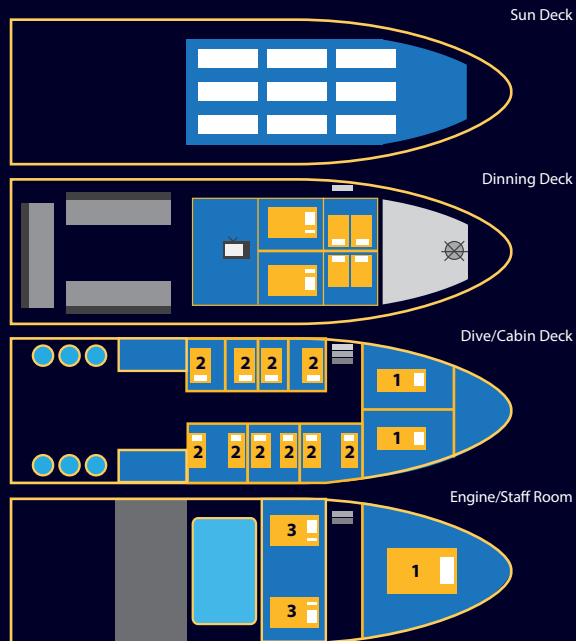 Sun Deck
Dinning Deck
Dive/Cabin Deck
2 2 2 2
1
1
2 2 2 2 2 2
Engine/Staff Room
3
1
3